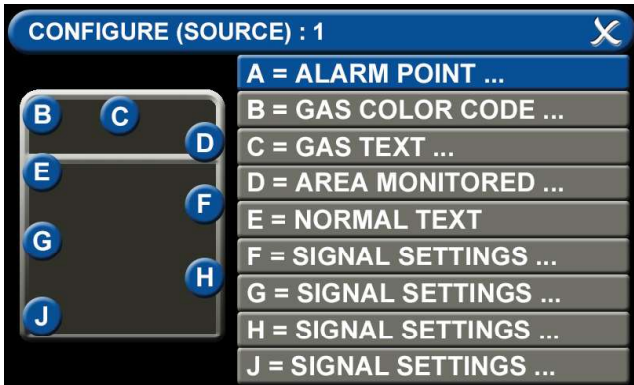 CONFIGURE (SOURCE) : 1
A = ALARM POINT ...
B = GAS COLOR CODE ...
C = GAS TEXT ...
D = AREA MONITORED ...
E = NORMAL TEXT
F = SIGNAL SETTINGS ...
G = SIGNAL SETTINGS ...
H = SIGNAL SETTINGS ...
J = SIGNAL SETTINGS ...
B
C
D
E
F
G
H
J